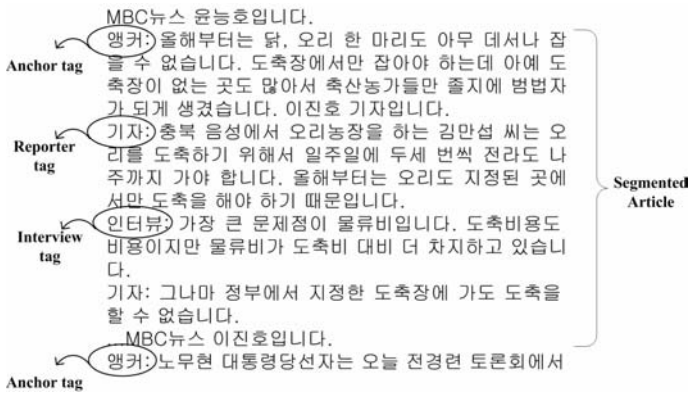 MBC뉴스 윤능호입니다.
앵커: 올해부터는 닭, 오리 한 마리도 아무 데서나 잡
Anchor tag
을 수 없습니다. 도축장에서만 잡아야 하는데 아예 도
축장이 없는 곳도 많아서 축산농가들만 졸지에 범법자
가 되게 생겼습니다. 이진호 기자입니다.
기자: 충북 음성에서 오리농장을 하는 김만섭 씨는 오
Reporter
tag
리를 도축하기 위해서 일주일에 두세 번씩 전라도 나
주까지 가야 합니다. 올해부터는 오리도 지정된 곳에
서만 도축을 해야 하기 때문입니다.
Segmented
Article
인터뷰: 가장 큰 문제점이 물류비입니다. 도축비용도
Interview
tag
비용이지만 물류비가 도축비 대비 더 차지하고 있습니
다.
기자: 그나마 정부에서 지정한 도축장에 가도 도축을
할 수 없습니다.
...MBC뉴스 이진호입니다.
앵커: 노무현 대통령당선자는 오늘 전경련 토론회에서
Anchor tag